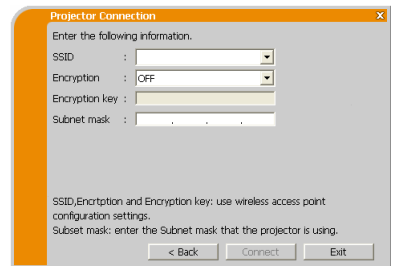 Projector Connection X
Enter the following information.
SSID :
Encryption : OFF
Encryption key :
Subnet mask : . . .
SSID,Encrtption and Encryption key: use wireless access point
configuration settings.
Subset mask: enter the Subnet mask that the projector is using.
< Back Connect Exit